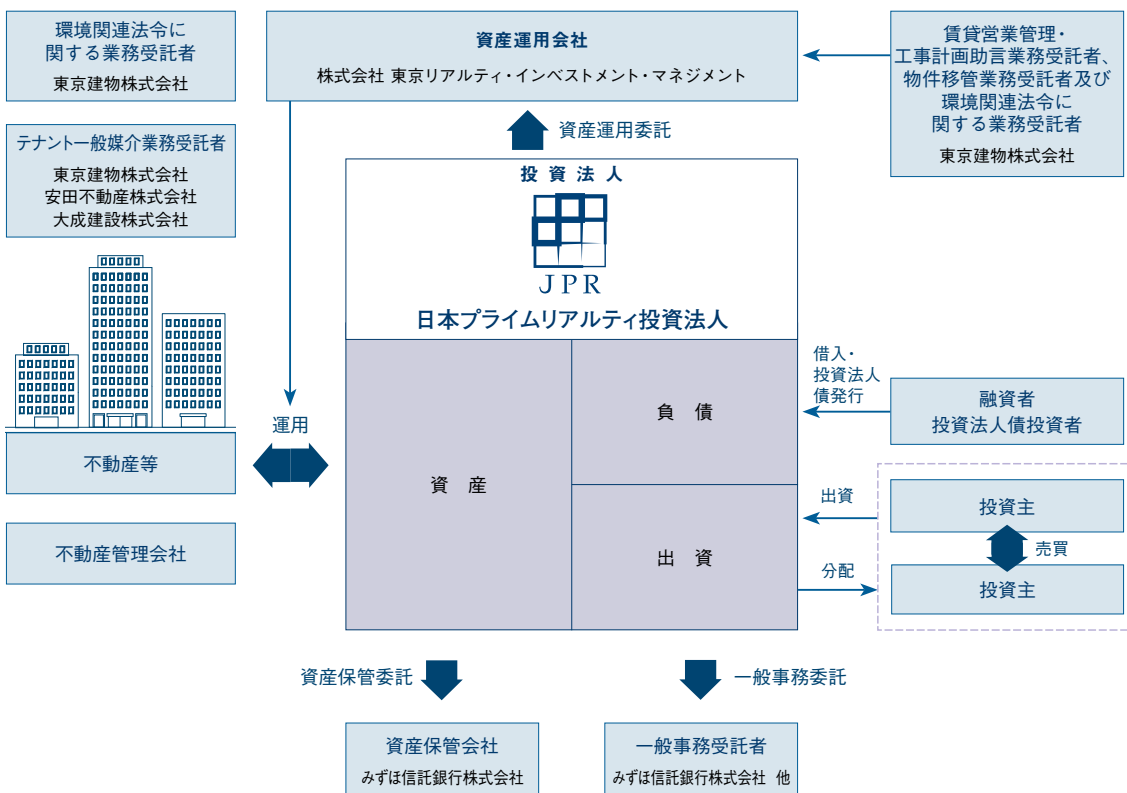 環境関連法令に
関する業務受託者
東京建物株式会社
資産運用会社
株式会社 東京リアルティ・インベストメント・マネジメント
賃貸営業管理・
工事計画助言業務受託者、
物件移管業務受託者及び
環境関連法令に
関する業務受託者
東京建物株式会社
テナント一般媒介業務受託者
東京建物株式会社
安田不動産株式会社
大成建設株式会社
資産運用委託
投資法人
JPR
日本プライムリアルティ投資法人
運用
不動産等
不動産管理会社
資 産
負 債
出 資
借入・
投資法人
債発行
融資者
投資法人債投資者
出資
分配
投資主
売買
投資主
資産保管委託
一般事務委託
資産保管会社
みずほ信託銀行株式会社
一般事務受託者
みずほ信託銀行株式会社 他